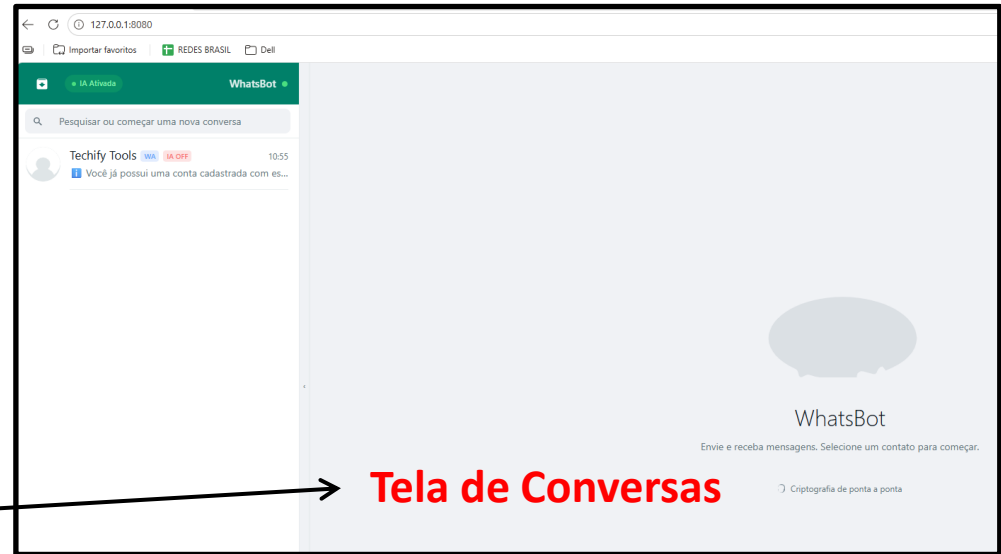 127.0.0.1:8080
Importar favoritos REDES BRASIL Dell
IA Ativada WhatsBot
Pesquisar ou começar uma nova conversa
Techify Tools WA IA OFF 10:55
Você já possui uma conta cadastrada com es...
WhatsBot
Envie e receba mensagens. Selecione um contato para começar.
Tela de Conversas
Criptografia de ponta a ponta